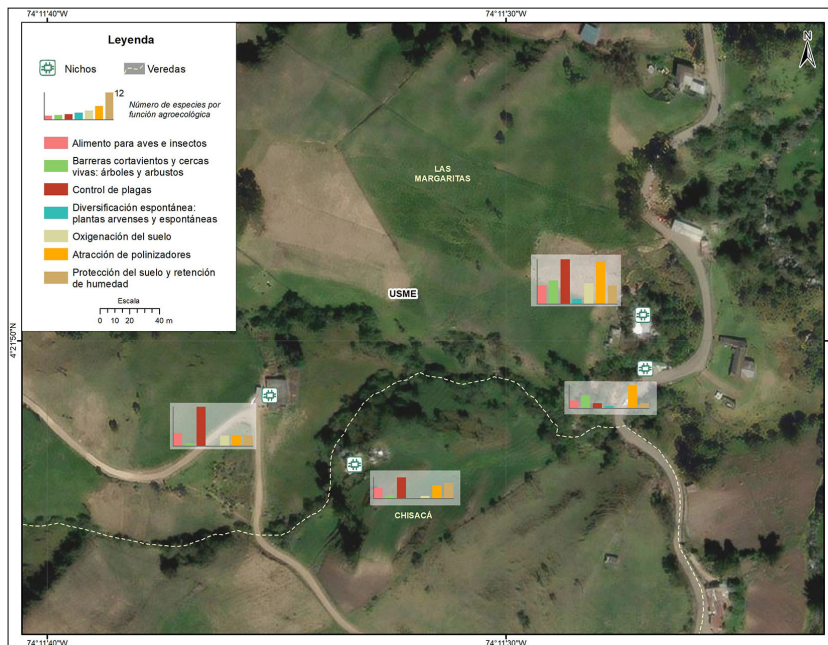 74°11'40"W
74°11'30"W
Leyenda
Nichos
Veredas
12
Número de especies por
función agroecológica
Alimento para aves e insectos
Barreras cortavientos y cercas
vivas: árboles y arbustos
Control de plagas
Diversificación espontánea:
plantas arvenses y espontáneas
Oxigenación del suelo
Atracción de polinizadores
Protección del suelo y retención
de humedad
Escala
0 10 20 40 m
N
LAS
MARGARITAS
USME
4°21'50"N
4°21'50"N
CHISACÁ
74°11'40"W
74°11'30"W